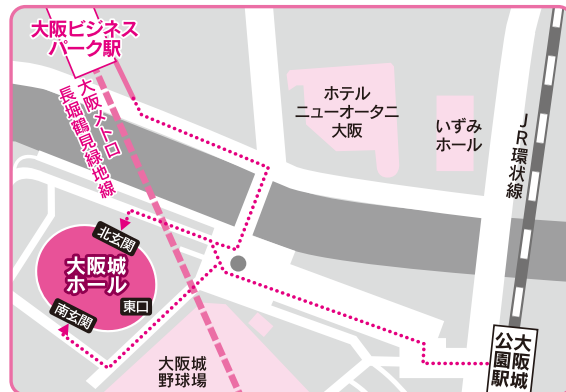 大阪ビジネス
パーク駅
大阪メトロ
長堀鶴見緑地線
ホテル
ニューオータニ
大阪
いずみ
ホール
JR環状線
北玄関
大阪城
ホール
東口
南玄関
大阪城
野球場
大阪城
公園駅